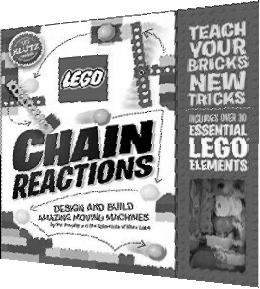 KLUTZ
LEGO
CHAIN
REACTIONS
DESIGN AND BUILD
AMAZING MOVING MACHINES
TEACH
YOUR
BRICKS
NEW
TRICKS
INCLUDES OVER 30
ESSENTIAL
LEGO
ELEMENTS